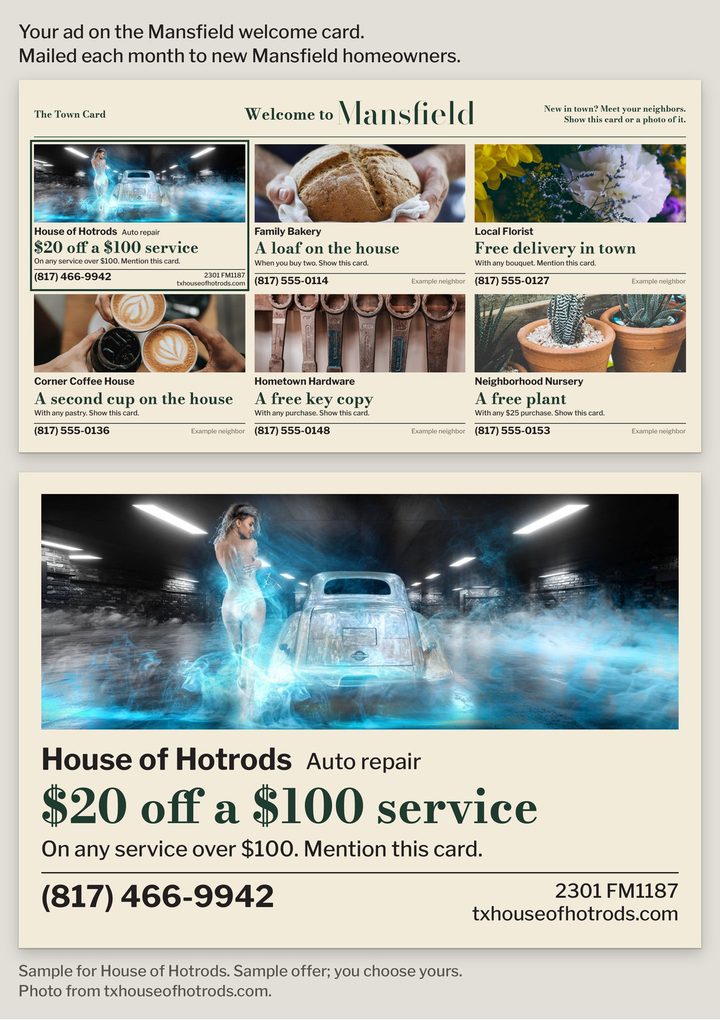 Your ad on the Mansfield welcome card.
Mailed each month to new Mansfield homeowners.
The Town Card
Welcome to Mansfield
New in town? Meet your neighbors.
Show this card or a photo of it.
House of Hotrods Auto repair
$20 off a $100 service
On any service over $100. Mention this card.
(817) 466-9942
2301 FM1187
txhouseofhotrods.com
Family Bakery
A loaf on the house
When you buy two. Show this card.
(817) 555-0114 Example neighbor
Local Florist
Free delivery in town
With any bouquet. Mention this card.
(817) 555-0127 Example neighbor
Corner Coffee House
A second cup on the house
With any pastry. Show this card.
(817) 555-0136 Example neighbor
Hometown Hardware
A free key copy
With any purchase. Show this card.
(817) 555-0148 Example neighbor
Neighborhood Nursery
A free plant
With any $25 purchase. Show this card.
(817) 555-0153 Example neighbor
House of Hotrods Auto repair
$20 off a $100 service
On any service over $100. Mention this card.
(817) 466-9942
2301 FM1187
txhouseofhotrods.com
Sample for House of Hotrods. Sample offer; you choose yours.
Photo from txhouseofhotrods.com.